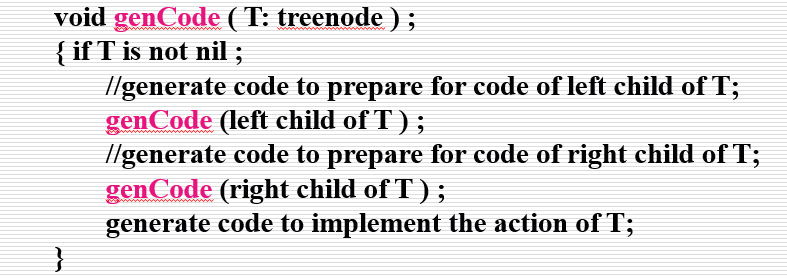 void genCode ( T: treenode ) ;
{ if T is not nil ;
//generate code to prepare for code of left child of T;
genCode (left child of T ) ;
//generate code to prepare for code of right child of T;
genCode (right child of T ) ;
generate code to implement the action of T;
}